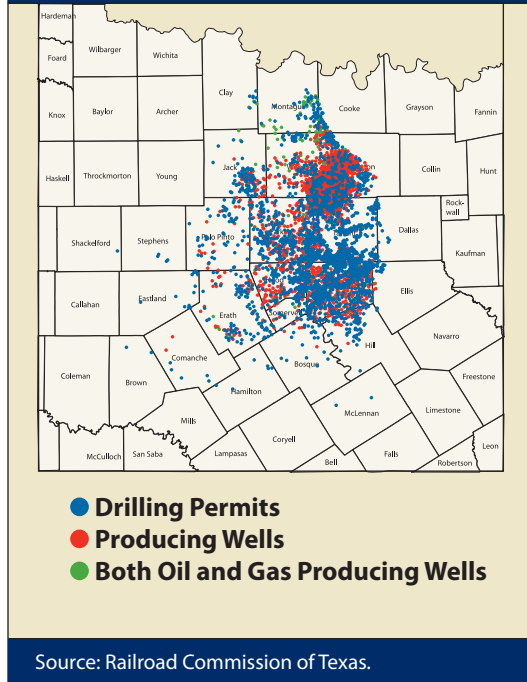 Hardeman
Wilbarger
Wichita
Foard
Clay
Montague
Cooke
Grayson
Fannin
Knox
Baylor
Archer
Jack
Collin
Hunt
Haskell
Throckmorton
Young
Rock-
wall
Dallas
Palo Pinto
Shackelford
Stephens
Kaufman
Ellis
Callahan
Eastland
Erath
Somervell
Navarro
Hill
Comanche
Bosque
Freestone
Coleman
Brown
Hamilton
Limestone
McLennan
Mills
Coryell
Leon
McCulloch
San Saba
Lampasas
Bell
Falls
Robertson
Drilling Permits
Producing Wells
Both Oil and Gas Producing Wells
Source: Railroad Commission of Texas.